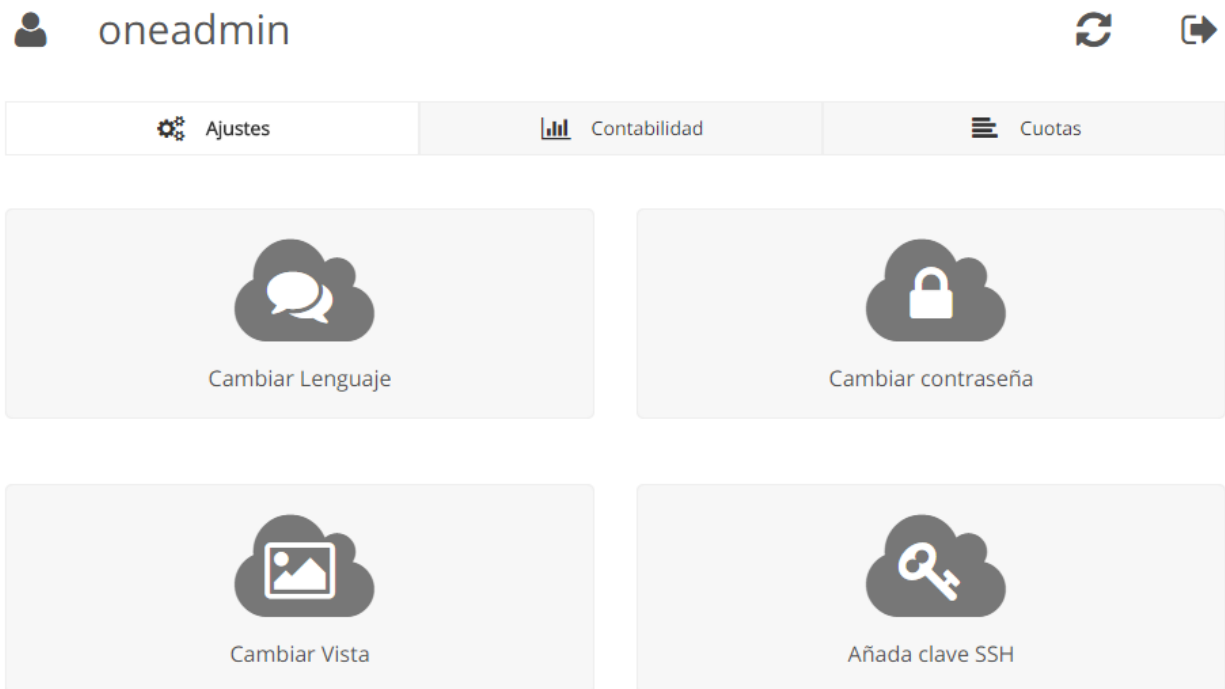 oneadmin
Ajustes
Contabilidad
Cuotas
Cambiar Lenguaje
Cambiar contraseña
Cambiar Vista
Añada clave SSH